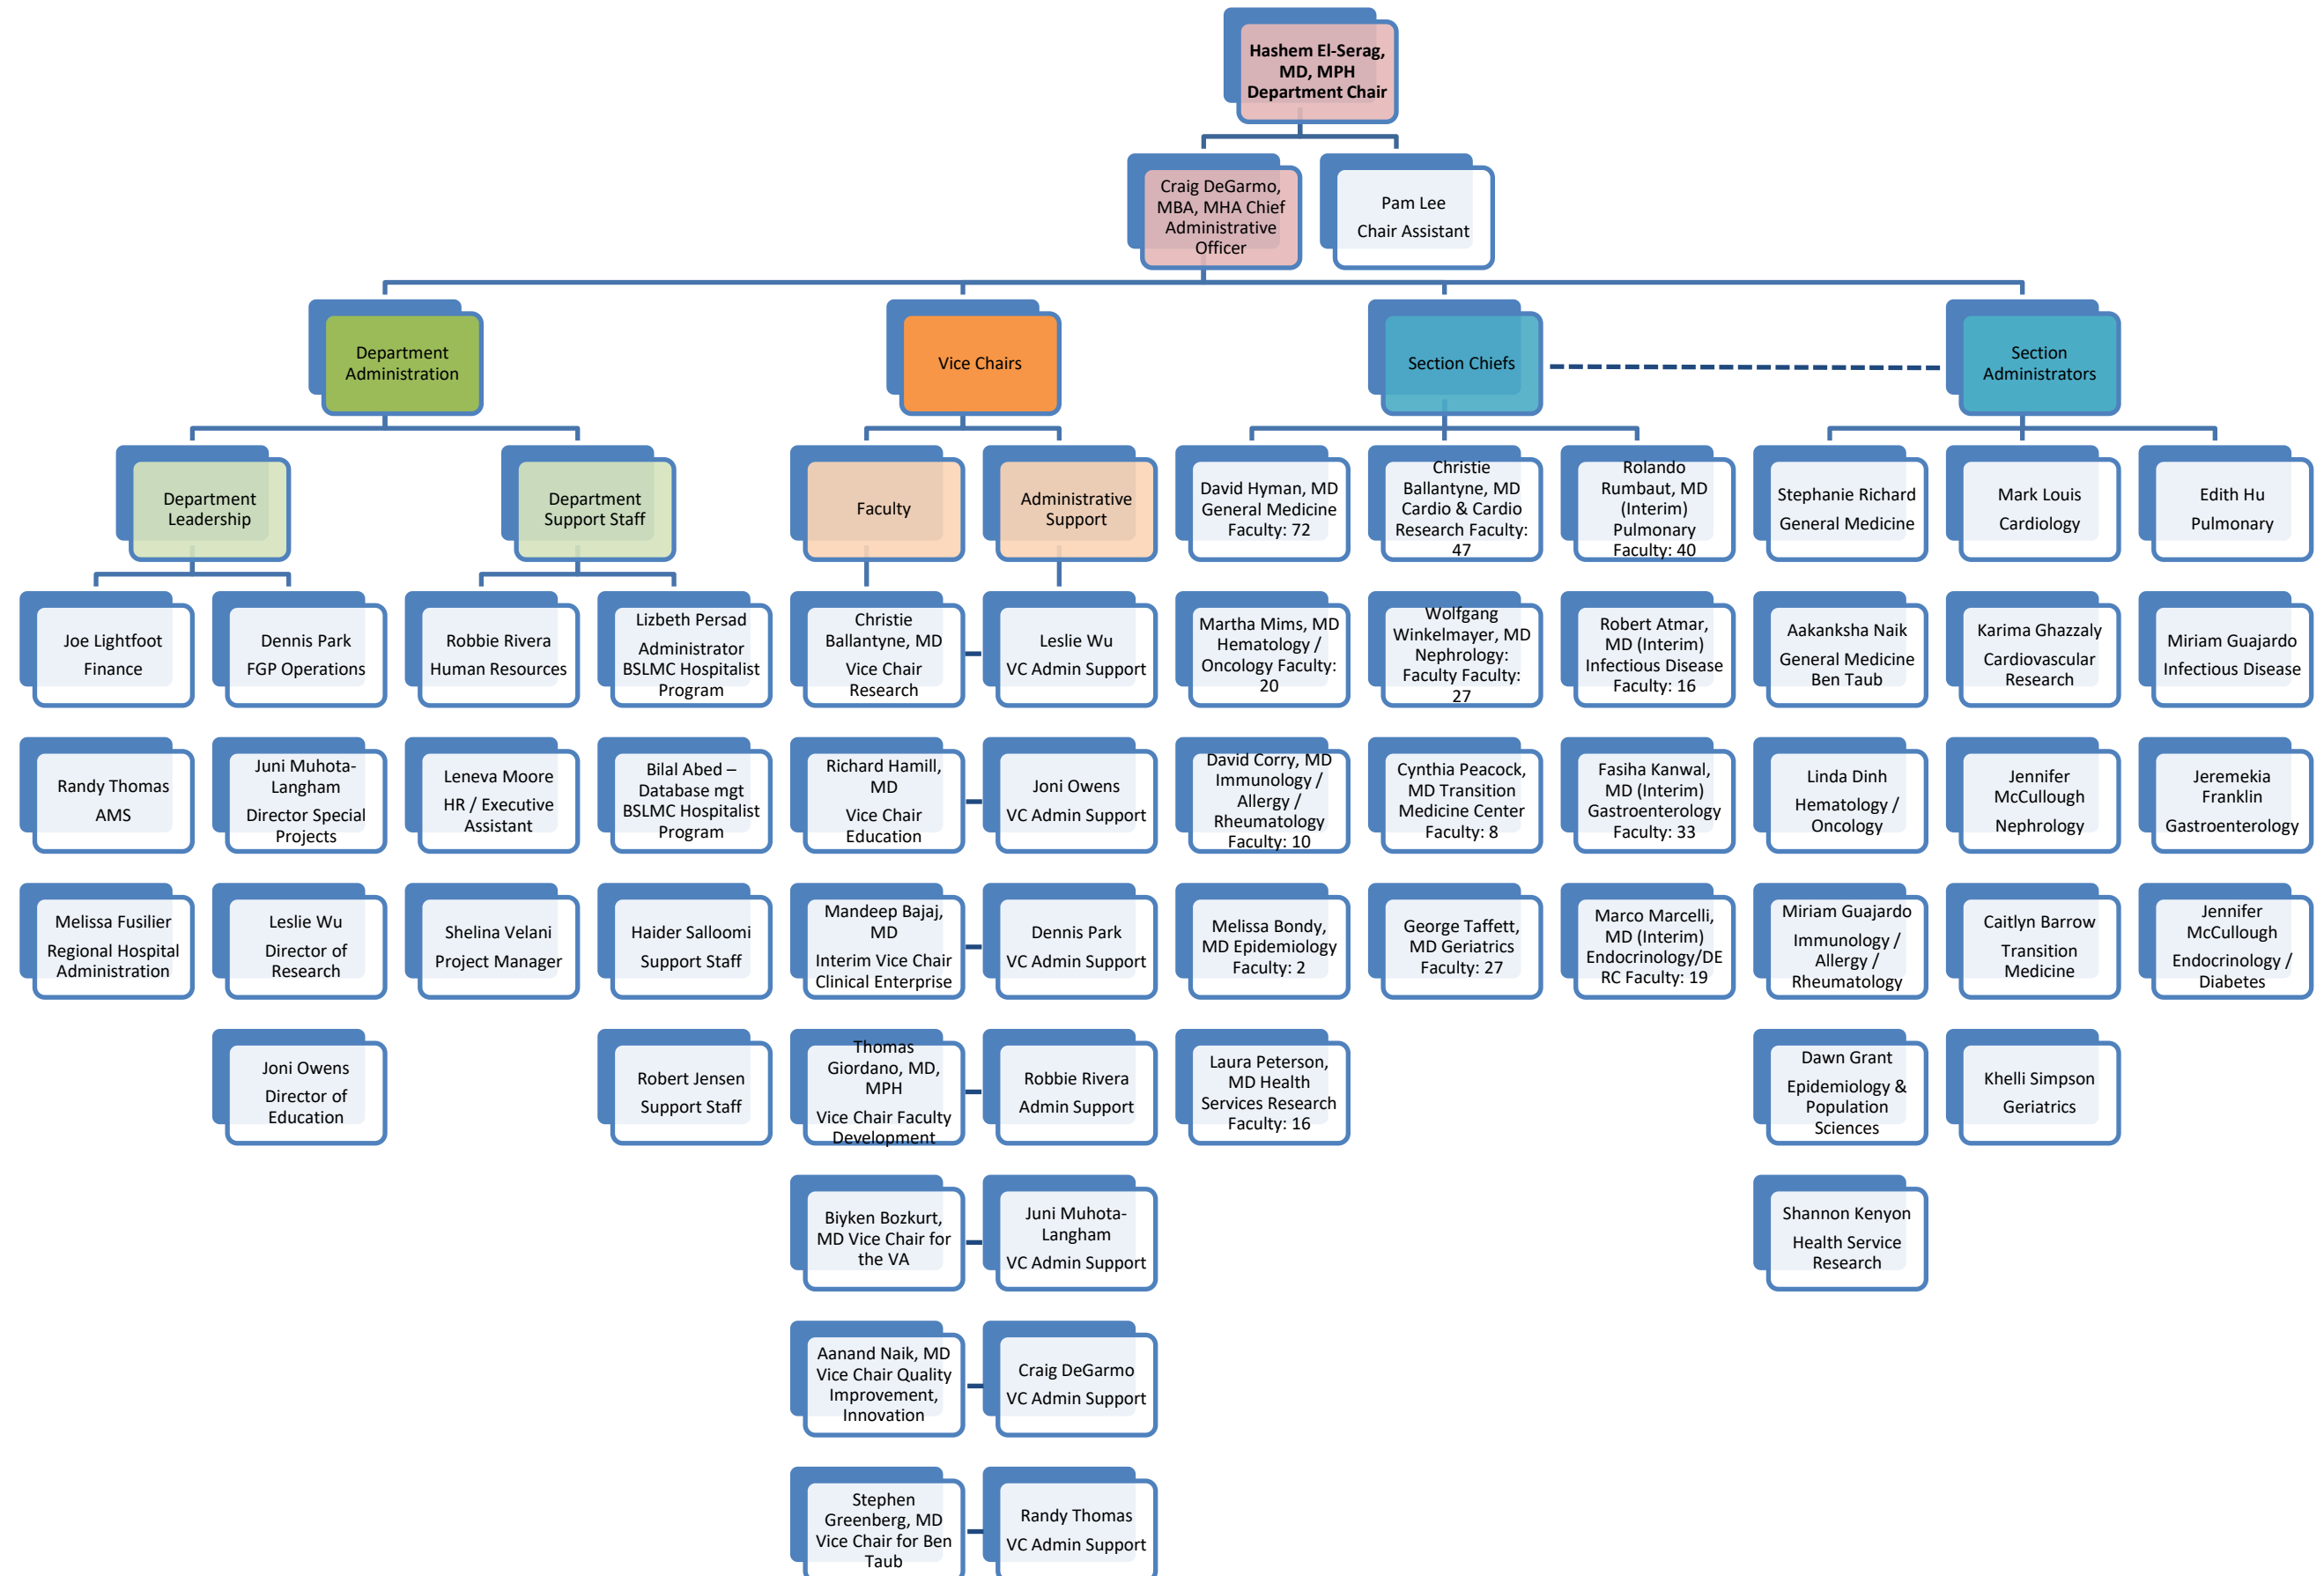 Hashem El-Serag,
MD, MPH
Department Chair
Craig DeGarmo,
MBA, MHA Chief
Administrative
Officer
Pam Lee
Chair Assistant
Department
Administration
Vice Chairs
Section Chiefs
Section
Administrators
Department
Leadership
Department
Support Staff
Faculty
Administrative
Support
David Hyman, MD
General Medicine
Faculty: 72
Christie
Ballantyne, MD
Cardio & Cardio
Research Faculty:
47
Rolando
Rumbaut, MD
(Interim)
Pulmonary
Faculty: 40
Stephanie Richard
General Medicine
Mark Louis
Cardiology
Edith Hu
Pulmonary
Joe Lightfoot
Finance
Dennis Park
FGP Operations
Robbie Rivera
Human Resources
Lizbeth Persad
Administrator
BSLMC Hospitalist
Program
Christie
Ballantyne, MD
Vice Chair
Research
Leslie Wu
VC Admin Support
Martha Mims, MD
Hematology /
Oncology Faculty:
20
Wolfgang
Winkelmayer, MD
Nephrology:
Faculty Faculty:
27
Robert Atmar,
MD (Interim)
Infectious Disease
Faculty: 16
Aakanksha Naik
General Medicine
Ben Taub
Karima Ghazzaly
Cardiovascular
Research
Miriam Guajardo
Infectious Disease
Randy Thomas
AMS
Juni Muhota-
Langham
Director Special
Projects
Leneva Moore
HR / Executive
Assistant
Bilal Abed –
Database mgt
BSLMC Hospitalist
Program
Richard Hamill,
MD
Vice Chair
Education
Joni Owens
VC Admin Support
David Corry, MD
Immunology /
Allergy /
Rheumatology
Faculty: 10
Cynthia Peacock,
MD Transition
Medicine Center
Faculty: 8
Fasiha Kanwal,
MD (Interim)
Gastroenterology
Faculty: 33
Linda Dinh
Hematology /
Oncology
Jennifer
McCullough
Nephrology
Jeremekia
Franklin
Gastroenterology
Melissa Fusilier
Regional Hospital
Administration
Leslie Wu
Director of
Research
Shelina Velani
Project Manager
Haider Salloomi
Support Staff
Mandeep Bajaj,
MD
Interim Vice Chair
Clinical Enterprise
Dennis Park
VC Admin Support
Melissa Bondy,
MD Epidemiology
Faculty: 2
George Taffett,
MD Geriatrics
Faculty: 27
Marco Marcelli,
MD (Interim)
Endocrinology/DE
RC Faculty: 19
Miriam Guajardo
Immunology /
Allergy /
Rheumatology
Caitlyn Barrow
Transition
Medicine
Jennifer
McCullough
Endocrinology /
Diabetes
Joni Owens
Director of
Education
Robert Jensen
Support Staff
Thomas
Giordano, MD,
MPH
Vice Chair Faculty
Development
Robbie Rivera
Admin Support
Laura Peterson,
MD Health
Services Research
Faculty: 16
Dawn Grant
Epidemiology &
Population
Sciences
Khelli Simpson
Geriatrics
Biyken Bozkurt,
MD Vice Chair for
the VA
Juni Muhota-
Langham
VC Admin Support
Shannon Kenyon
Health Service
Research
Aanand Naik, MD
Vice Chair Quality
Improvement,
Innovation
Craig DeGarmo
VC Admin Support
Stephen
Greenberg, MD
Vice Chair for Ben
Taub
Randy Thomas
VC Admin Support